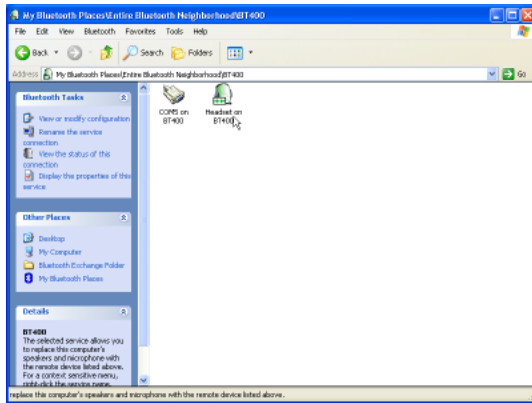 My Bluetooth Places\Entire Bluetooth Neighborhood\BT400
File Edit View Bluetooth Favorites Tools Help
Back Search Folders
Address My Bluetooth Places\Entire Bluetooth Neighborhood\BT400 Go
Bluetooth Tasks
View or modify configuration
Rename the service
connection
View the status of this
connection
Display the properties of this
service
COM5 on
BT400
Headset on
BT400
Other Places
Desktop
My Computer
Bluetooth Exchange Folder
My Bluetooth Places
Details
BT400
The selected service allows you
to replace this computer's
speakers and microphone with
the remote device listed above.
For a context sensitive menu,
right-click the service name.
replace this computer's speakers and microphone with the remote device listed above.